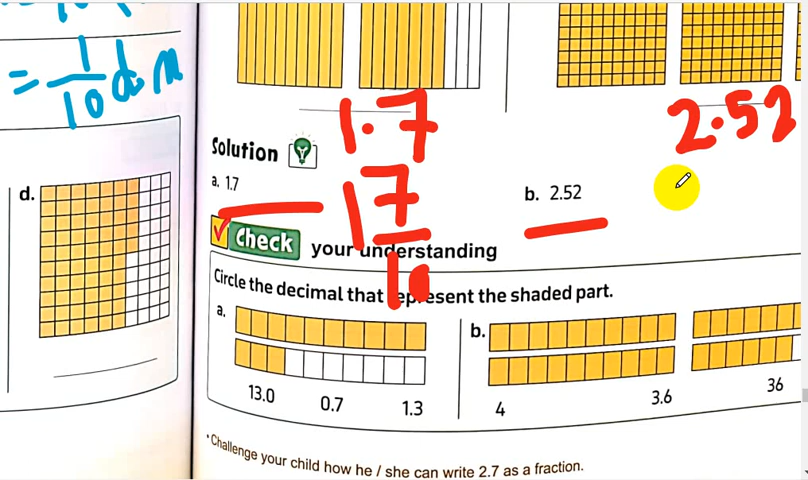 = 1/10 dm
d.
1.7
2.52
Solution
a. 1.7
1 7/10
b. 2.52
Check your understanding
Circle the decimal that represent the shaded part.
a.
b.
13.0 0.7 1.3
4 3.6 36
* Challenge your child how he / she can write 2.7 as a fraction.